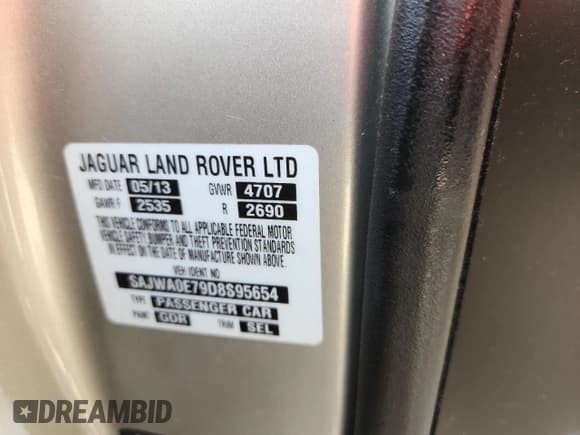 JAGUAR LAND ROVER LTD
MFD DATE 05/13 GVWR 4707
GAWR F 2535 R 2690
THIS VEHICLE CONFORMS TO ALL APPLICABLE FEDERAL MOTOR
VEHICLE SAFETY, BUMPER AND THEFT PREVENTION STANDARDS
IN EFFECT ON THE DATE OF MANUFACTURE SHOWN ABOVE.
VEH IDENT NO
SAJWA0E79D8S95654
TYPE PASSENGER CAR
PAINT GDR TRIM SEL
DREAMBID